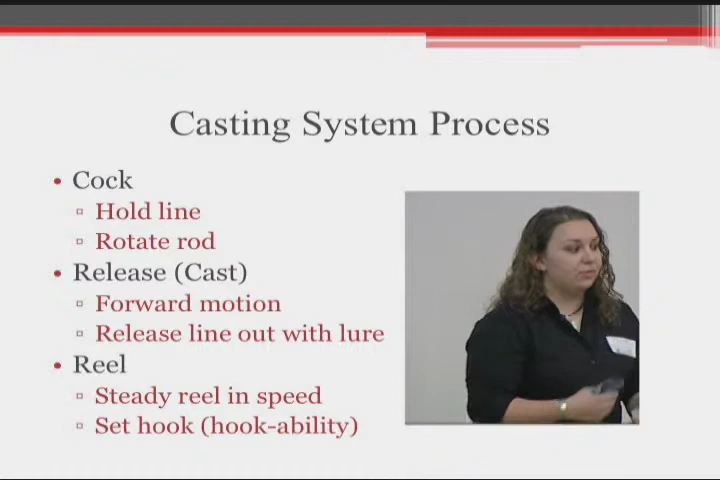 Casting System Process
• Cock
▫ Hold line
▫ Rotate rod
• Release (Cast)
▫ Forward motion
▫ Release line out with lure
• Reel
▫ Steady reel in speed
▫ Set hook (hook-ability)